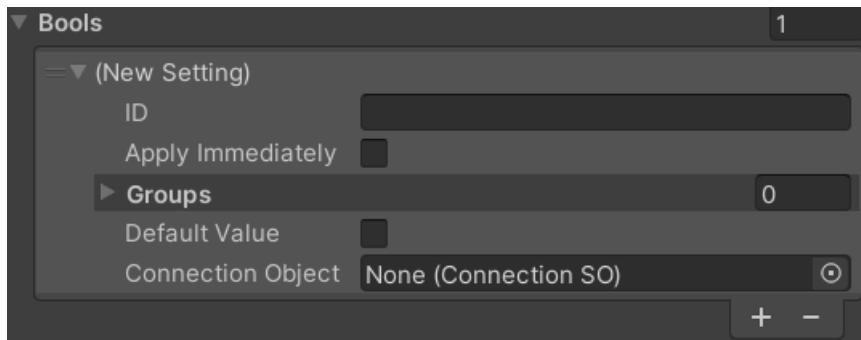 Bools 1
(New Setting)
ID
Apply Immediately
Groups 0
Default Value
Connection Object None (Connection SO)
+ −